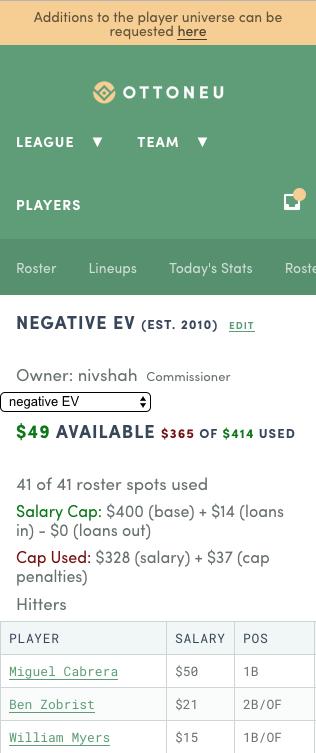 Additions to the player universe can be
requested here
OTTONEU
LEAGUE ▼ TEAM ▼
PLAYERS
Roster Lineups Today's Stats Roste
NEGATIVE EV (EST. 2010) EDIT
Owner: nivshah Commissioner
negative EV
$49 AVAILABLE $365 OF $414 USED
41 of 41 roster spots used
Salary Cap: $400 (base) + $14 (loans
in) - $0 (loans out)
Cap Used: $328 (salary) + $37 (cap
penalties)
Hitters
PLAYER SALARY POS
Miguel Cabrera $50 1B
Ben Zobrist $21 2B/OF
William Myers $15 1B/OF